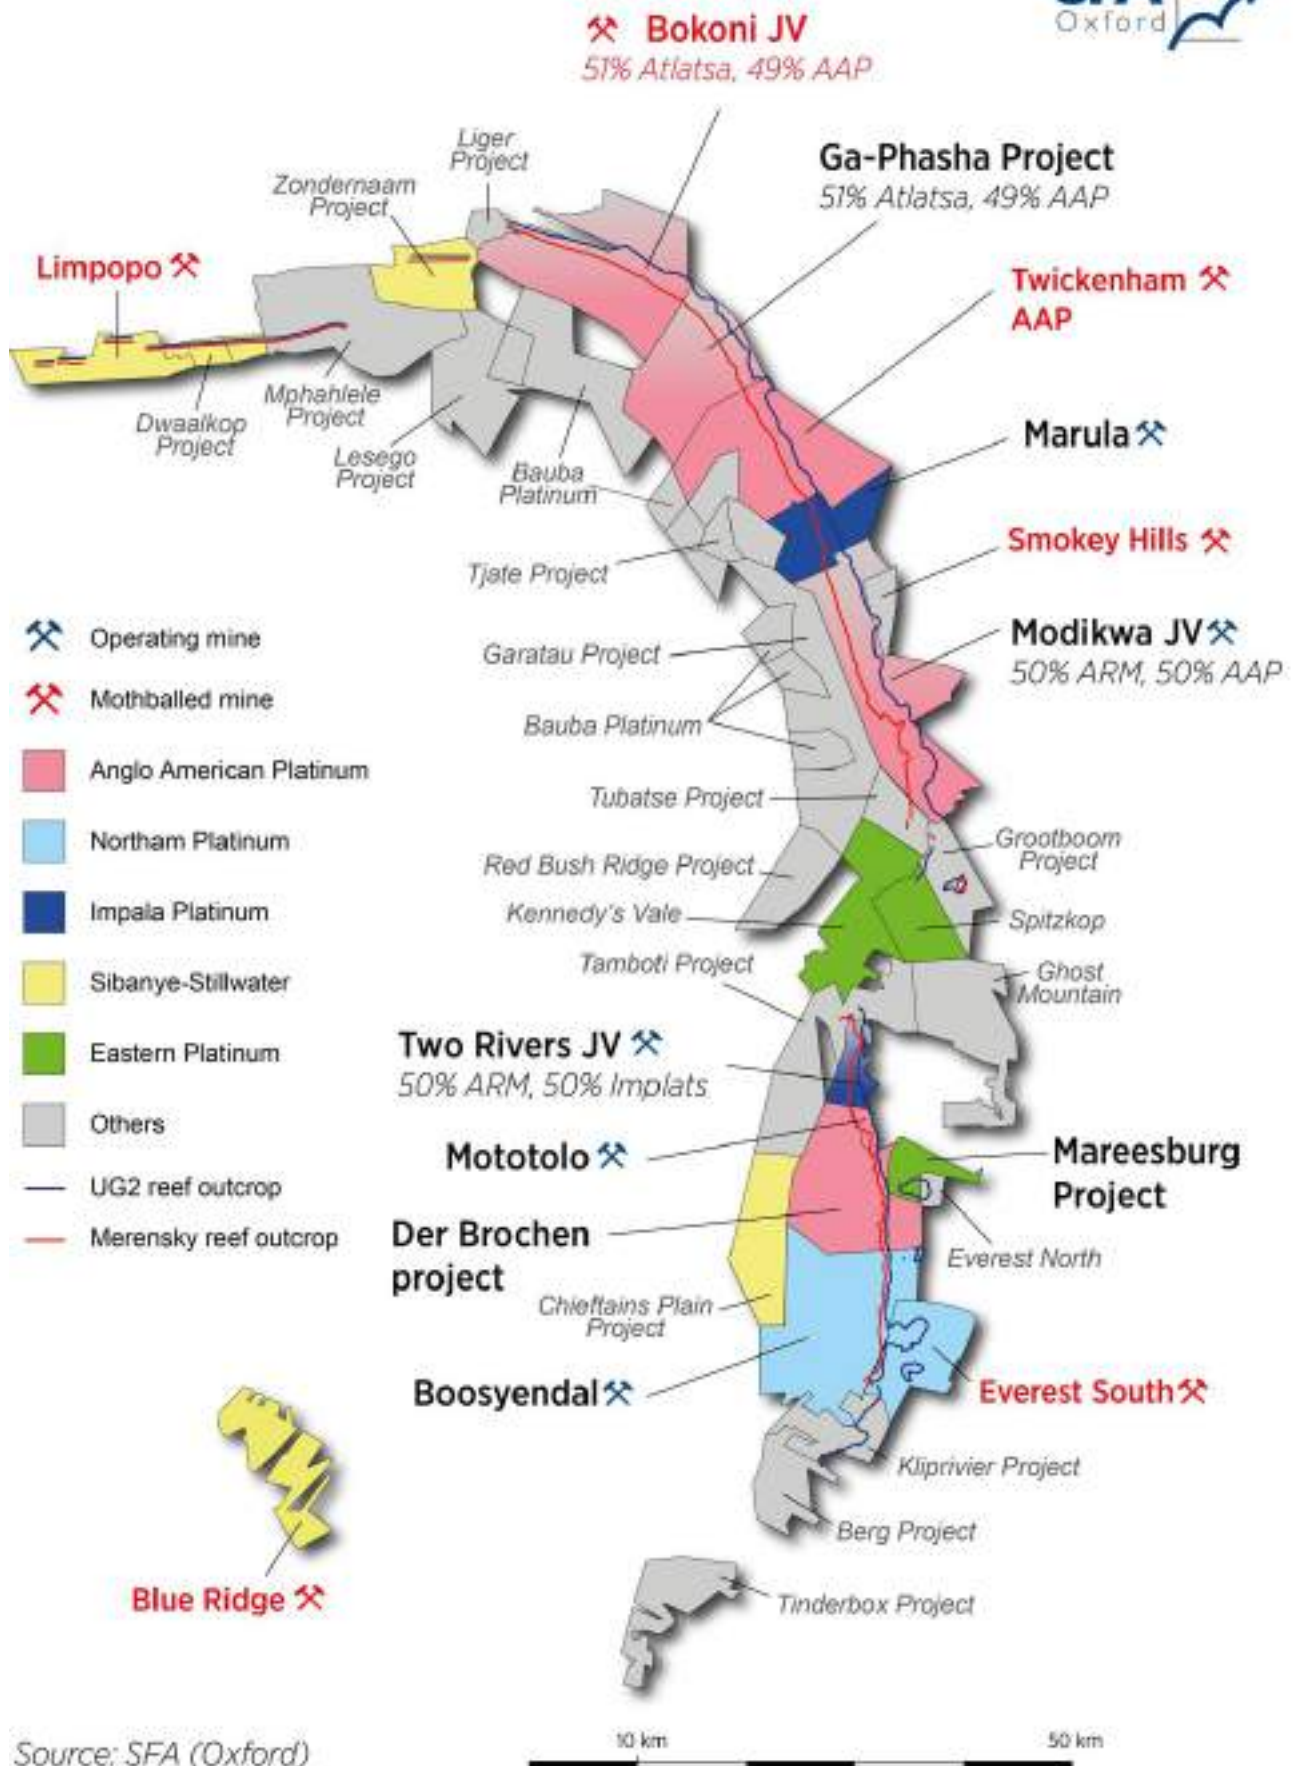 Oxford
Bokoni JV
51% Atlatsa, 49% AAP
Liger
Project
Ga-Phasha Project
51% Atlatsa, 49% AAP
Zondernaam
Project
Limpopo
Twickenham
AAP
Mphahlele
Project
Dwaalkop
Project
Lesego
Project
Bauba
Platinum
Marula
Smokey Hills
Tjate Project
Modikwa JV
50% ARM, 50% AAP
Garatau Project
Bauba Platinum
Tubatse Project
Grootboom
Project
Red Bush Ridge Project
Kennedy's Vale
Spitzkop
Tamboti Project
Ghost
Mountain
Operating mine
Mothballed mine
Anglo American Platinum
Northam Platinum
Impala Platinum
Sibanye-Stillwater
Eastern Platinum
Others
UG2 reef outcrop
Merensky reef outcrop
Two Rivers JV
50% ARM, 50% Implats
Mototolo
Mareesburg
Project
Der Brochen
project
Everest North
Chieftains Plain
Project
Boosyendal
Everest South
Kliprivier Project
Berg Project
Blue Ridge
Tinderbox Project
Source: SFA (Oxford)
10 km
50 km